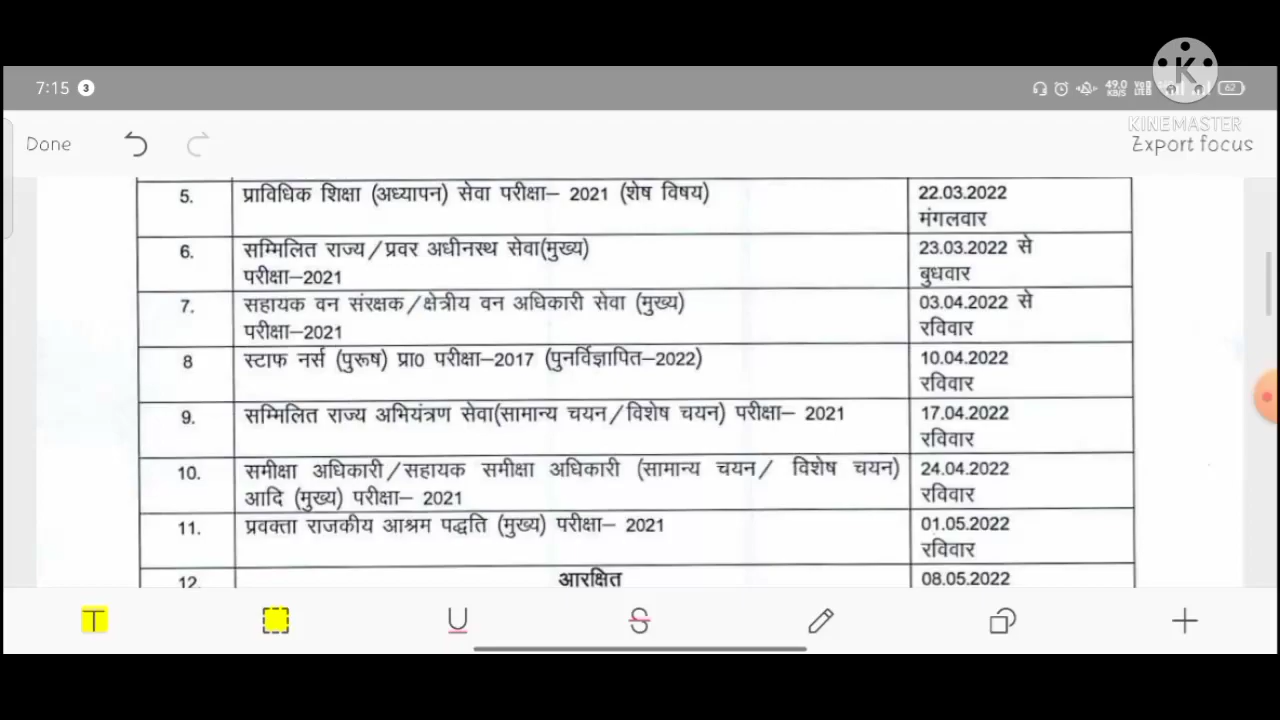 7:15 3
49.0 KB/S
62
KINEMASTER
Done
Export focus
5. प्राविधिक शिक्षा (अध्यापन) सेवा परीक्षा– 2021 (शेष विषय) 22.03.2022
मंगलवार
6. सम्मिलित राज्य/प्रवर अधीनस्थ सेवा(मुख्य) 23.03.2022 से
परीक्षा–2021 बुधवार
7. सहायक वन संरक्षक/क्षेत्रीय वन अधिकारी सेवा (मुख्य) 03.04.2022 से
परीक्षा–2021 रविवार
8 स्टाफ नर्स (पुरूष) प्रा0 परीक्षा–2017 (पुनर्विज्ञापित–2022) 10.04.2022
रविवार
9. सम्मिलित राज्य अभियंत्रण सेवा(सामान्य चयन/विशेष चयन) परीक्षा– 2021 17.04.2022
रविवार
10. समीक्षा अधिकारी/सहायक समीक्षा अधिकारी (सामान्य चयन/ विशेष चयन) 24.04.2022
आदि (मुख्य) परीक्षा– 2021 रविवार
11. प्रवक्ता राजकीय आश्रम पद्धति (मुख्य) परीक्षा– 2021 01.05.2022
रविवार
12. आरक्षित 08.05.2022
T U S